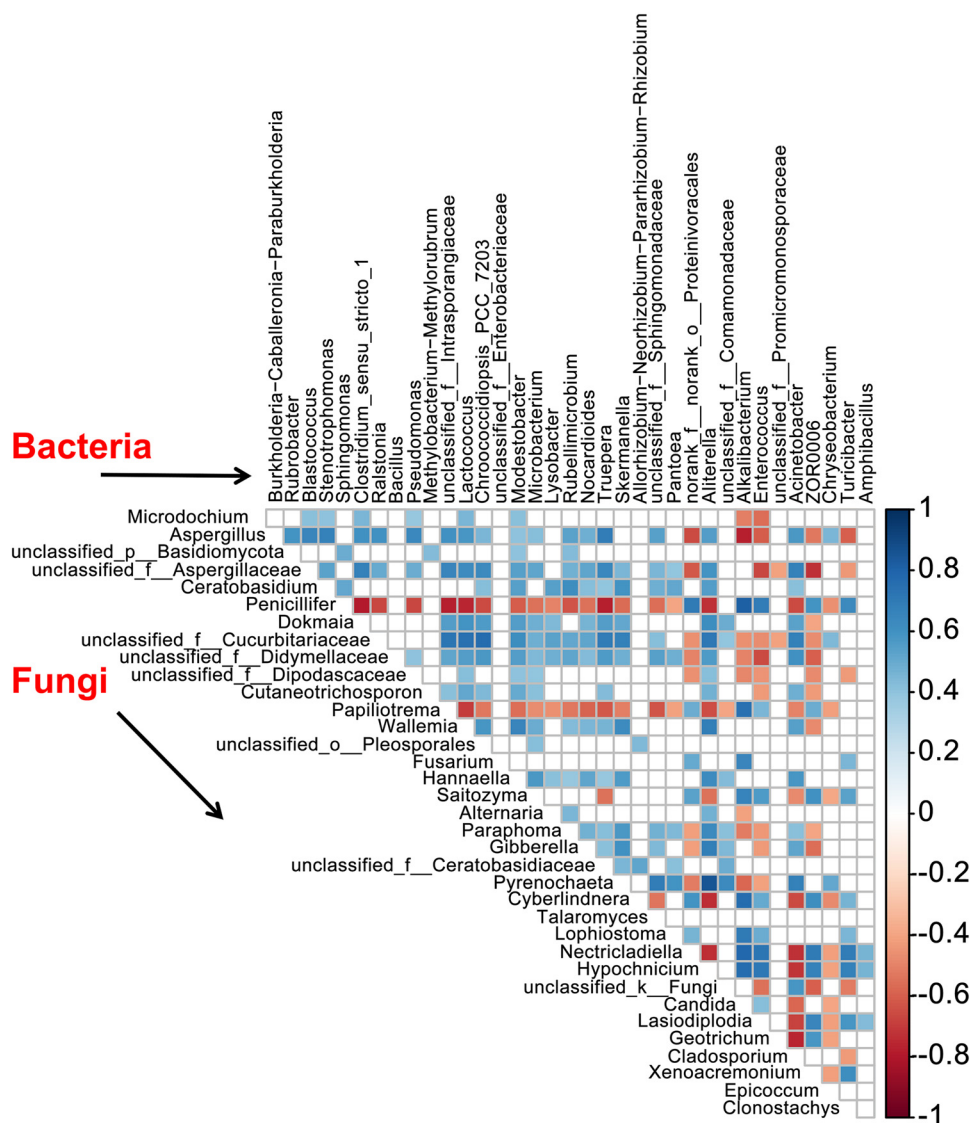 Burkholderia−Caballeronia−Paraburkholderia
Rubrobacter
Blastococcus
Stenotrophomonas
Sphingomonas
Clostridium_sensu_stricto_1
Ralstonia
Bacillus
Pseudomonas
Methylobacterium−Methylorubrum
unclassified_f__Intrasporangiaceae
Lactococcus
Chroococcidiopsis_PCC_7203
unclassified_f__Enterobacteriaceae
Modestobacter
Microbacterium
Lysobacter
Rubellimicrobium
Nocardioides
Truepera
Skermanella
Allorhizobium−Neorhizobium−Pararhizobium−Rhizobium
unclassified_f__Sphingomonadaceae
Pantoea
norank_f__norank_o__Proteinivoracales
Aliterella
unclassified_f__Comamonadaceae
Alkalibacterium
Enterococcus
unclassified_f__Promicromonosporaceae
Acinetobacter
ZOR0006
Chryseobacterium
Turicibacter
Amphibacillus
Bacteria
Fungi
Microdochium
Aspergillus
unclassified_p__Basidiomycota
unclassified_f__Aspergillaceae
Ceratobasidium
Penicillifer
Dokmaia
unclassified_f__Cucurbitariaceae
unclassified_f__Didymellaceae
unclassified_f__Dipodascaceae
Cutaneotrichosporon
Papiliotrema
Wallemia
unclassified_o__Pleosporales
Fusarium
Hannaella
Saitozyma
Alternaria
Paraphoma
Gibberella
unclassified_f__Ceratobasidiaceae
Pyrenochaeta
Cyberlindnera
Talaromyces
Lophiostoma
Nectricladiella
Hypochnicium
unclassified_k__Fungi
Candida
Lasiodiplodia
Geotrichum
Cladosporium
Xenoacremonium
Epicoccum
Clonostachys
1
0.8
0.6
0.4
0.2
0
-0.2
-0.4
-0.6
-0.8
-1